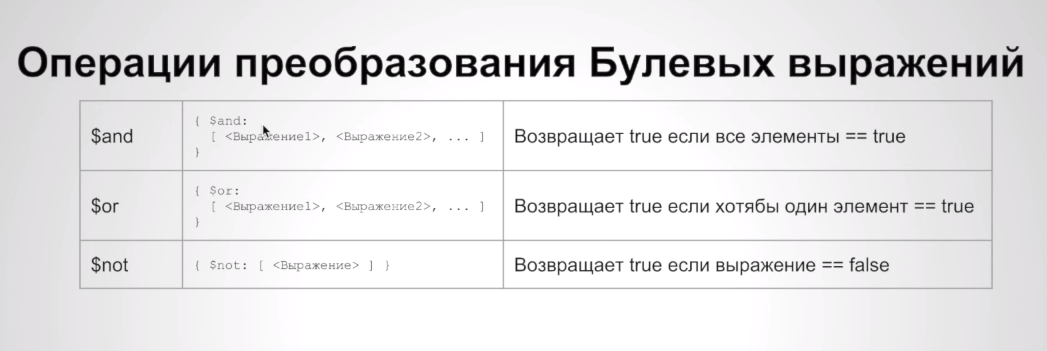 Операции преобразования Булевых выражений
$and
{ $and:
[ <Выражение1>, <Выражение2>, ... ]
}
Возвращает true если все элементы == true
$or
{ $or:
[ <Выражение1>, <Выражение2>, ... ]
}
Возвращает true если хотябы один элемент == true
$not
{ $not: [ <Выражение> ] }
Возвращает true если выражение == false